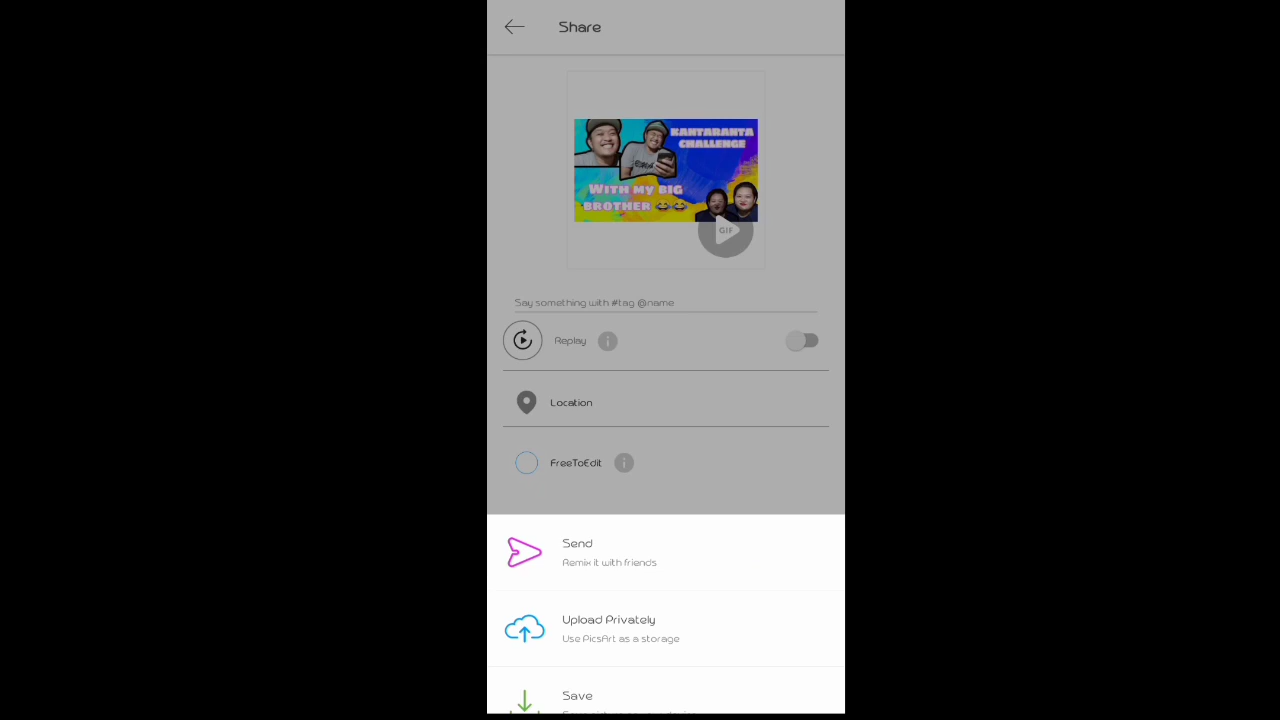 Share
KANTARANTA
CHALLENGE
WITH MY BIG
BROTHER 😂😂
GIF
Say something with #tag @name
Replay
Location
FreeToEdit
Send
Remix it with friends
Upload Privately
Use PicsArt as a storage
Save